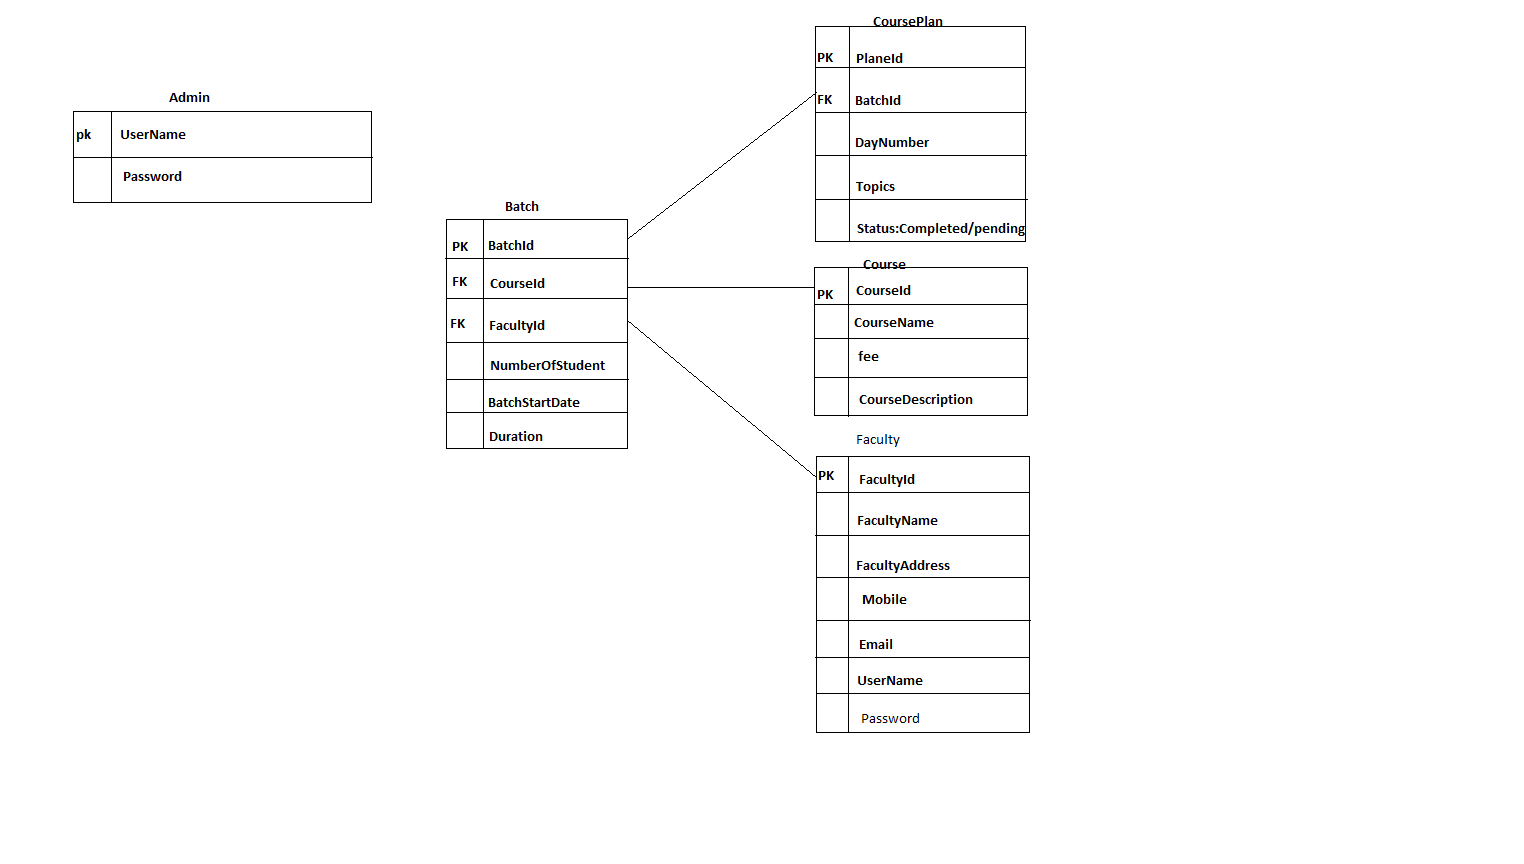 Admin
pk UserName
Password
Batch
PK BatchId
FK CourseId
FK FacultyId
NumberOfStudent
BatchStartDate
Duration
CoursePlan
PK PlaneId
FK BatchId
DayNumber
Topics
Status:Completed/pending
Course
PK CourseId
CourseName
fee
CourseDescription
Faculty
PK FacultyId
FacultyName
FacultyAddress
Mobile
Email
UserName
Password